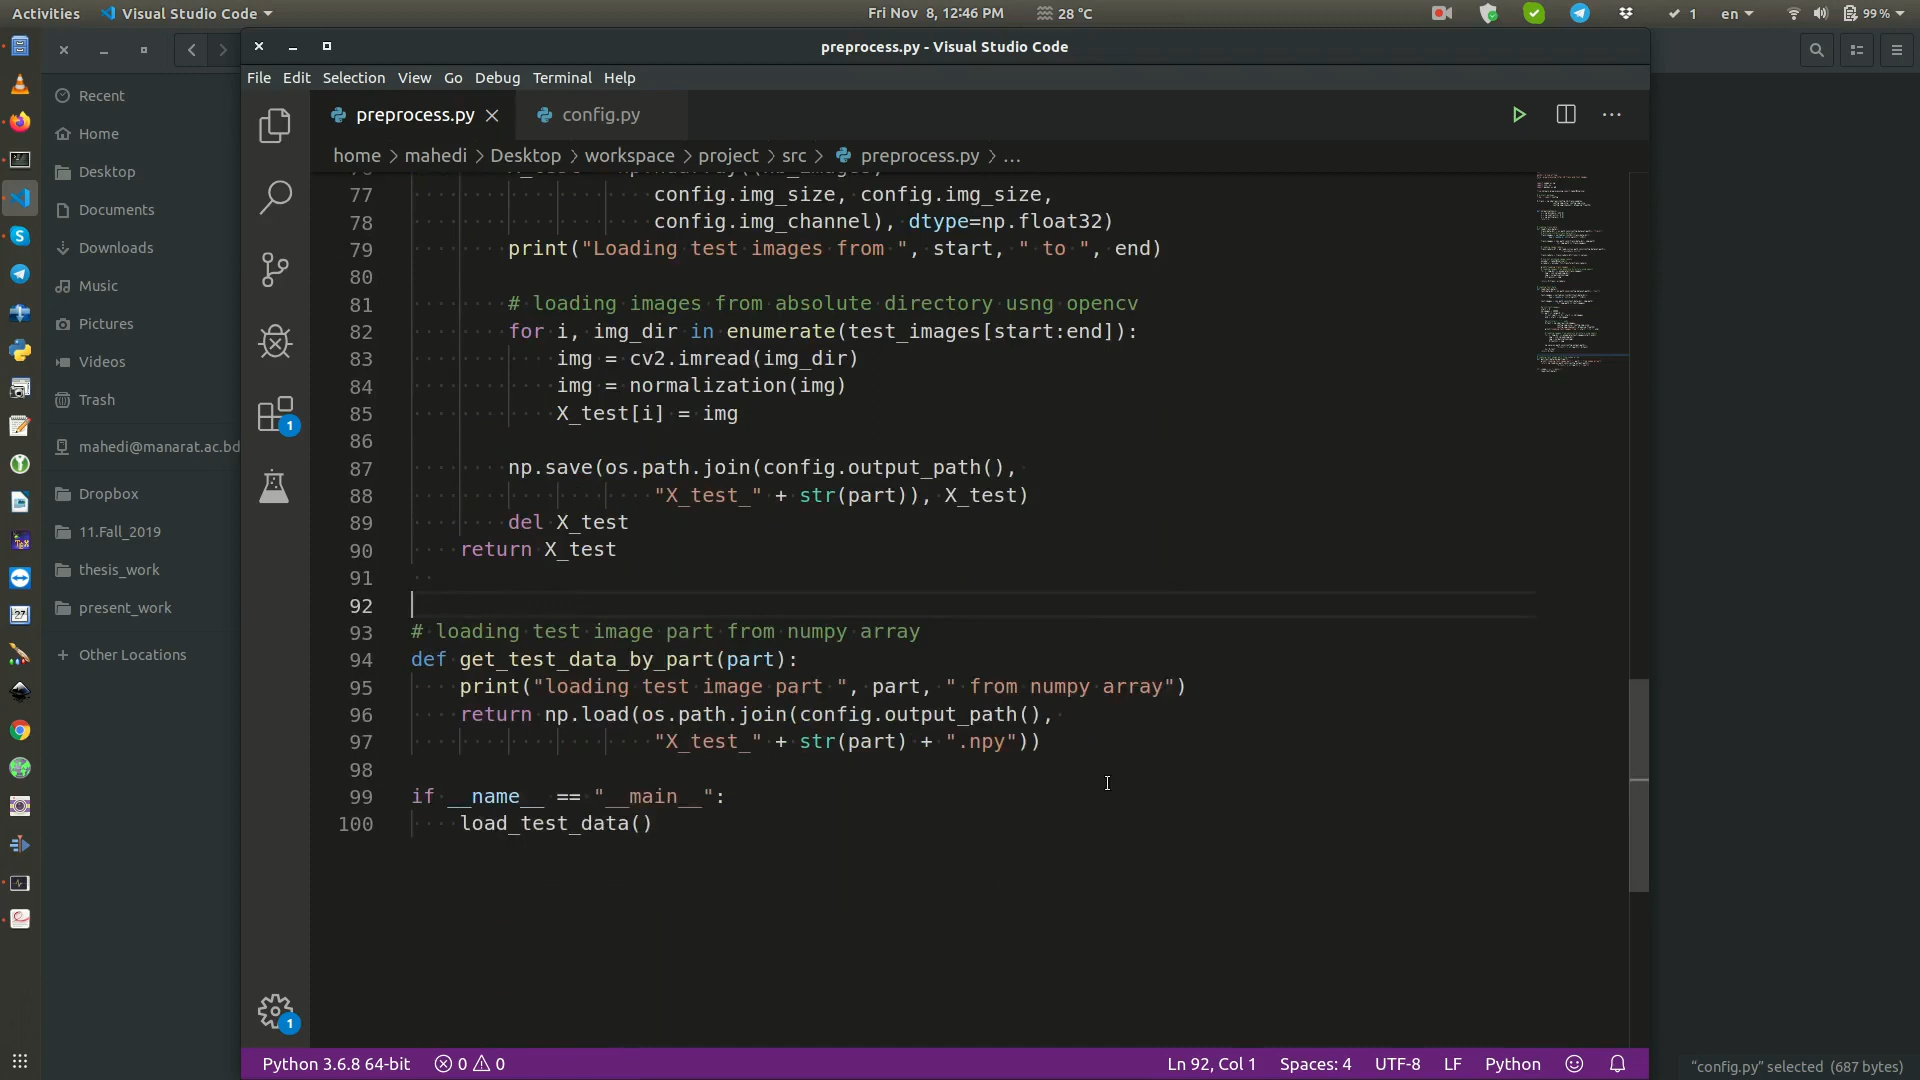 Activities
Visual Studio Code
Fri Nov 8, 12:46 PM
28 °C
1
en
99 %
preprocess.py - Visual Studio Code
File Edit Selection View Go Debug Terminal Help
Recent
Home
Desktop
Documents
Downloads
Music
Pictures
Videos
Trash
mahedi@manarat.ac.bd
Dropbox
11.Fall_2019
thesis_work
present_work
+ Other Locations
1
1
preprocess.py
config.py
home > mahedi > Desktop > workspace > project > src > preprocess.py > ...
77 config.img_size, config.img_size,
78 config.img_channel), dtype=np.float32)
79 print("Loading test images from ", start, " to ", end)
80
81 # loading images from absolute directory usng opencv
82 for i, img_dir in enumerate(test_images[start:end]):
83 img = cv2.imread(img_dir)
84 img = normalization(img)
85 X_test[i] = img
86
87 np.save(os.path.join(config.output_path(),
88 "X_test_" + str(part)), X_test)
89 del X_test
90 return X_test
91
92
93 # loading test image part from numpy array
94 def get_test_data_by_part(part):
95 print("loading test image part ", part, " from numpy array")
96 return np.load(os.path.join(config.output_path(),
97 "X_test_" + str(part) + ".npy"))
98
99 if __name__ == "__main__":
100 load_test_data()
Python 3.6.8 64-bit
0
0
Ln 92, Col 1
Spaces: 4
UTF-8
LF
Python
"config.py" selected (687 bytes)